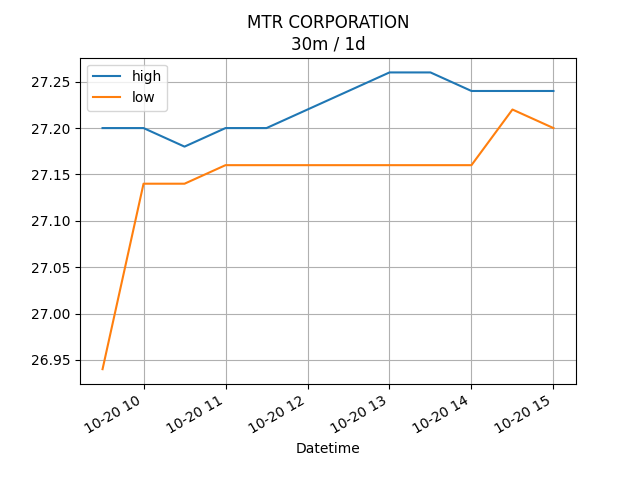 MTR CORPORATION
30m / 1d
high
low
27.25
27.20
27.15
27.10
27.05
27.00
26.95
10-20 10
10-20 11
10-20 12
10-20 13
10-20 14
10-20 15
Datetime